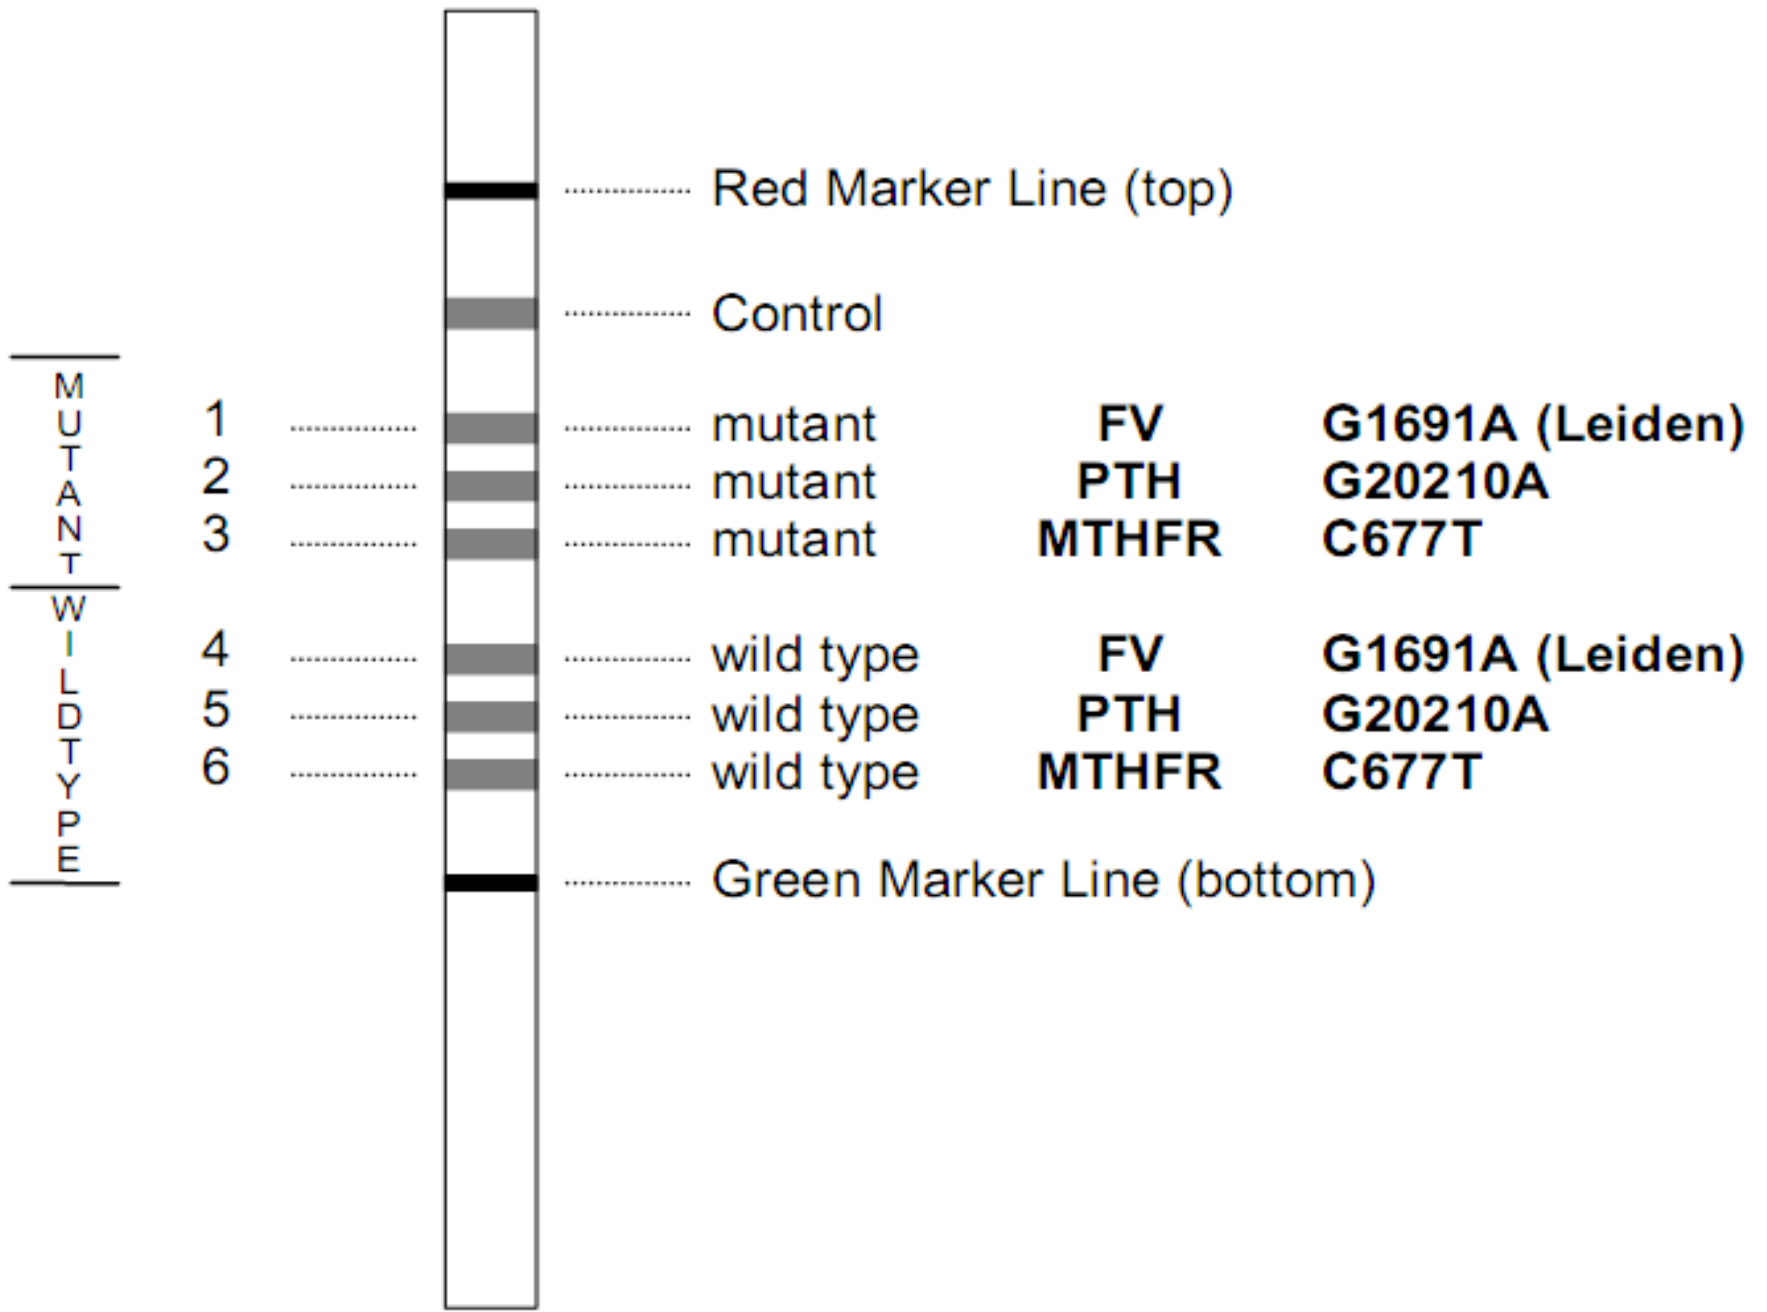 Red Marker Line (top)
Control
MUTANT
1 mutant FV G1691A (Leiden)
2 mutant PTH G20210A
3 mutant MTHFR C677T
WILDTYPE
4 wild type FV G1691A (Leiden)
5 wild type PTH G20210A
6 wild type MTHFR C677T
Green Marker Line (bottom)